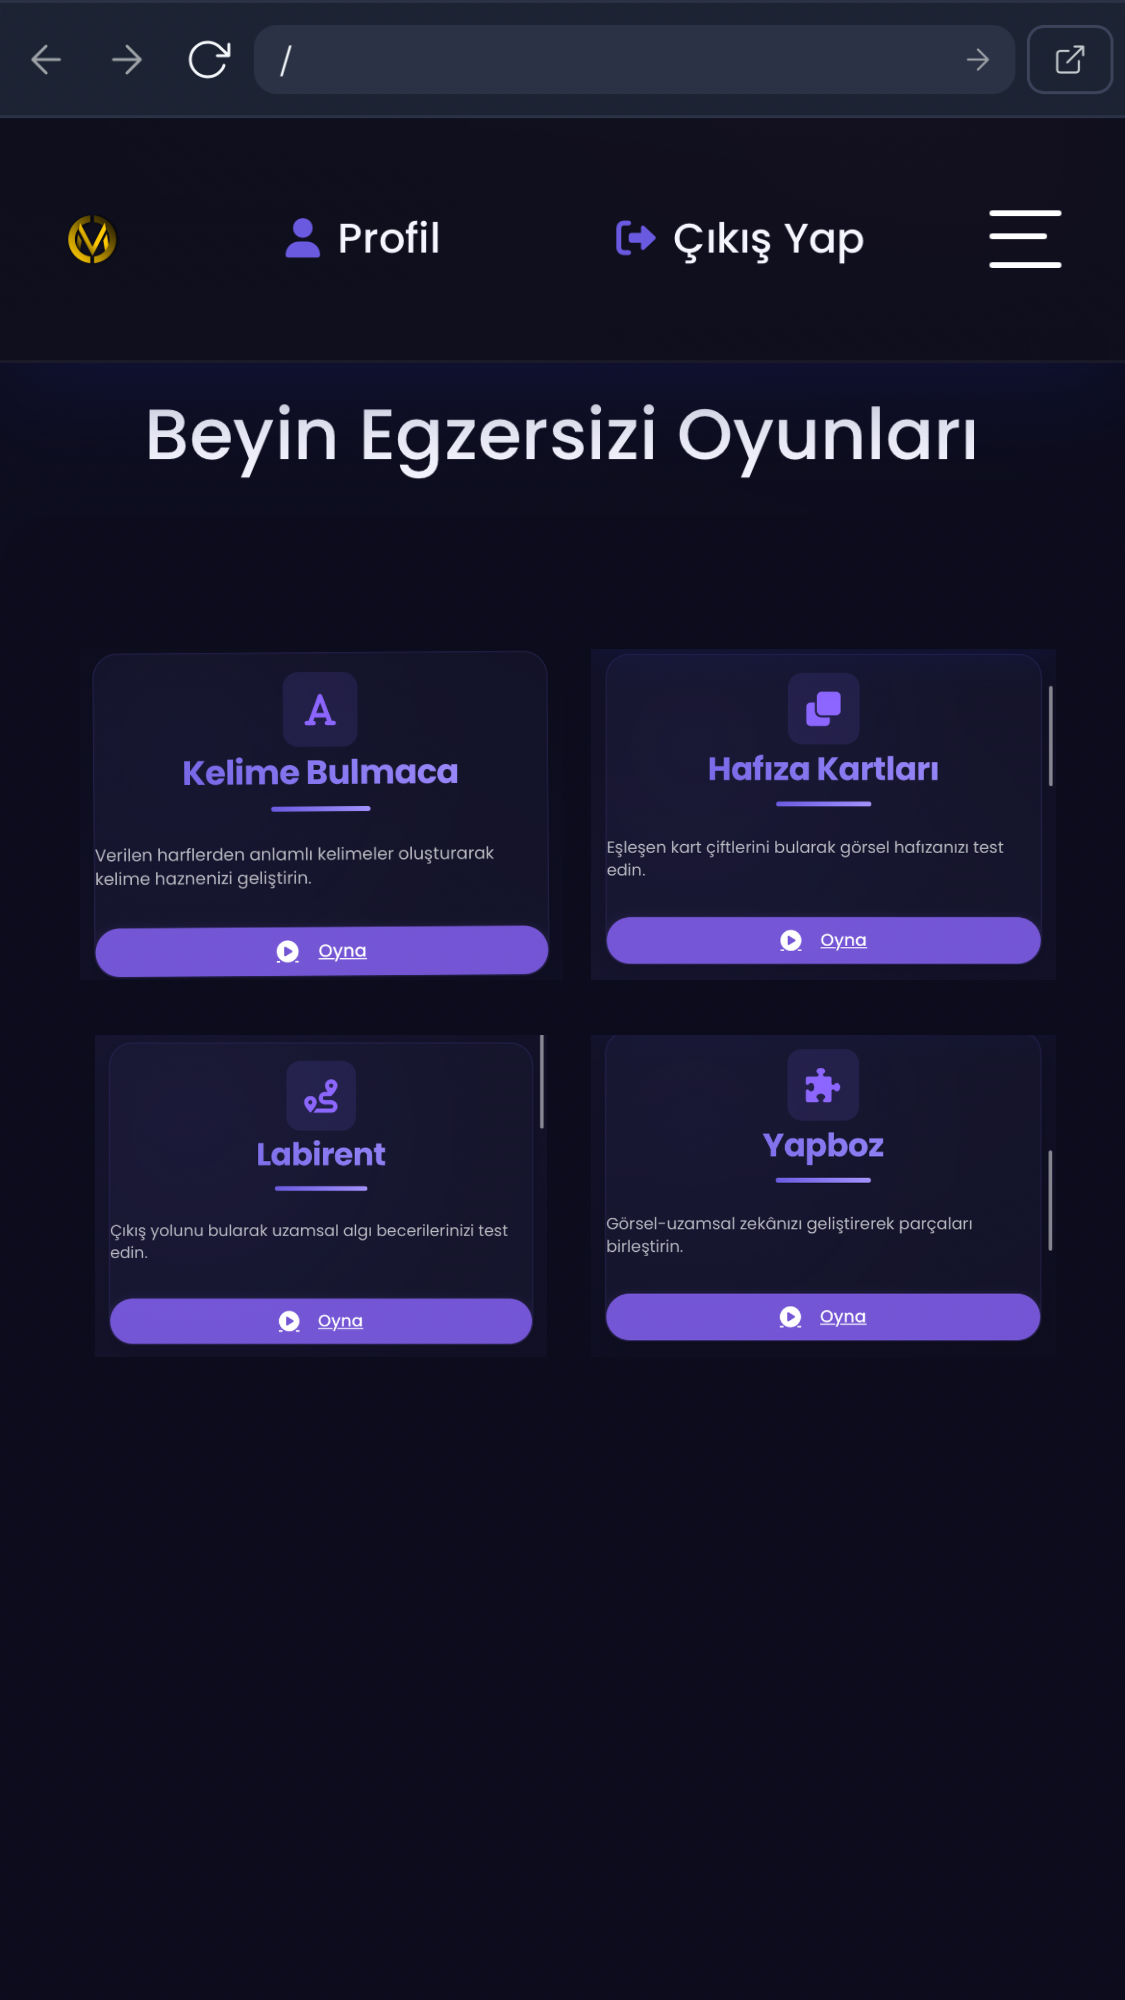 /
Profil
Çıkış Yap
Beyin Egzersizi Oyunları
Kelime Bulmaca
Verilen harflerden anlamlı kelimeler oluşturarak
kelime haznenizi geliştirin.
Oyna
Hafıza Kartları
Eşleşen kart çiftlerini bularak görsel hafızanızı test
edin.
Oyna
Labirent
Çıkış yolunu bularak uzamsal algı becerilerinizi test
edin.
Oyna
Yapboz
Görsel-uzamsal zekânızı geliştirerek parçaları
birleştirin.
Oyna